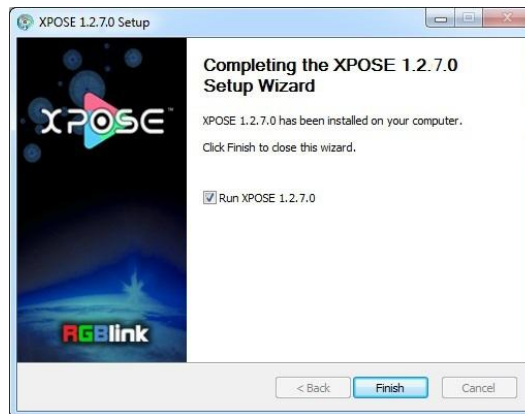 XPOSE 1.2.7.0 Setup
XPOSE™
RGBlink
Completing the XPOSE 1.2.7.0
Setup Wizard
XPOSE 1.2.7.0 has been installed on your computer.
Click Finish to close this wizard.
Run XPOSE 1.2.7.0
< Back Finish Cancel